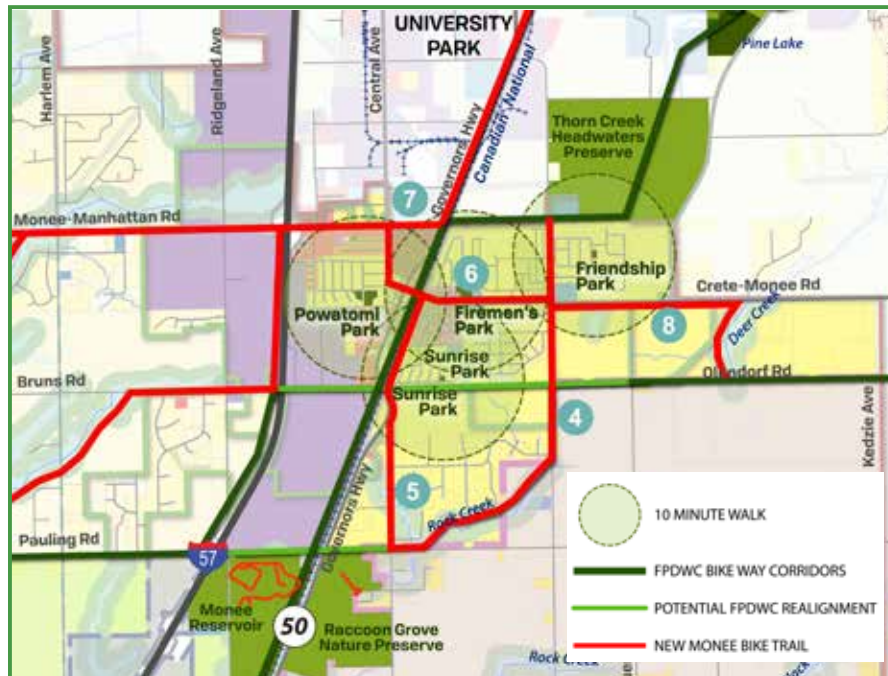 UNIVERSITY
PARK
Harlem Ave
Ridgeland Ave
Central Ave
Governors Hwy
Canadian National
Pine Lake
Thorn Creek
Headwaters
Preserve
7
Monee-Manhattan Rd
6
Friendship
Park
Crete-Monee Rd
Powatomi
Park
Firemen's
Park
8
Deer Creek
Sunrise
Park
Bruns Rd
Sunrise
Park
4
Kedzie Ave
5
Rock Creek
Governors Hwy
Pauling Rd
57
Monee
Reservoir
50
Raccoon Grove
Nature Preserve
Rock Creek
10 MINUTE WALK
FPDWC BIKE WAY CORRIDORS
POTENTIAL FPDWC REALIGNMENT
NEW MONEE BIKE TRAIL